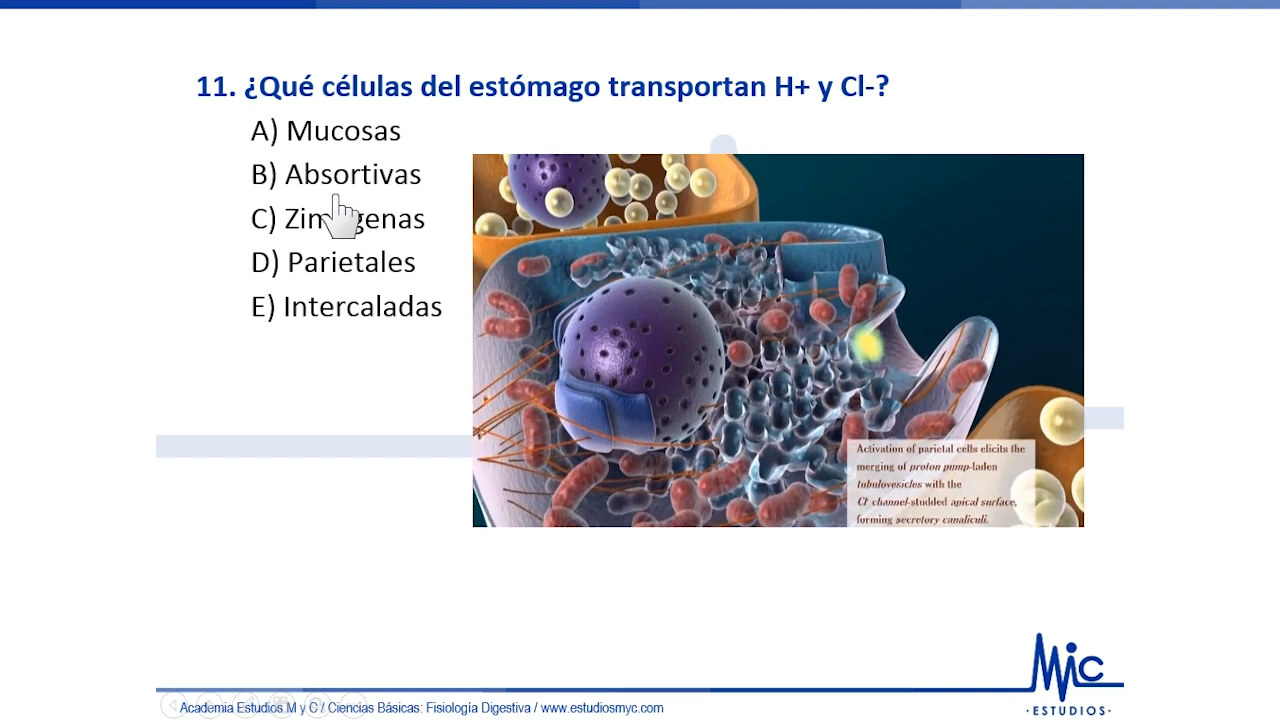 11. ¿Qué células del estómago transportan H+ y Cl-?
A) Mucosas
B) Absortivas
C) Zimógenas
D) Parietales
E) Intercaladas
Activation of parietal cells elicits the
merging of proton pump-laden
tubulovesicles with the
Cl⁻ channel-studded apical surface,
forming secretory canaliculi.
MyC
·ESTUDIOS·
Academia Estudios M y C / Ciencias Básicas: Fisiología Digestiva / www.estudiosmyc.com